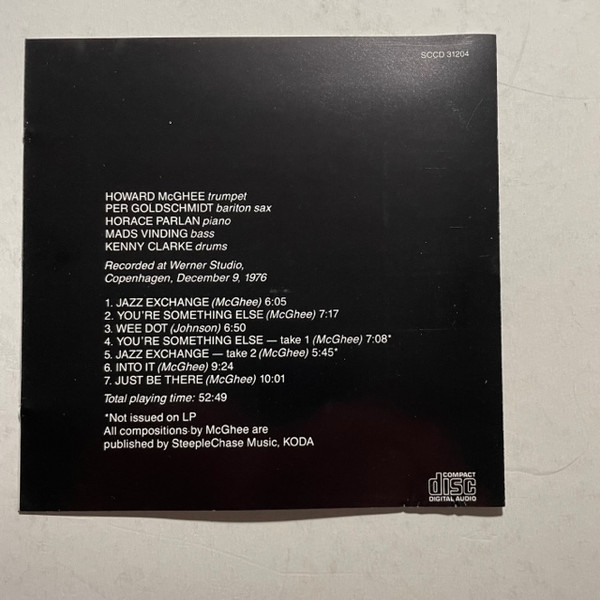 SCCD 31204
HOWARD McGHEE trumpet
PER GOLDSCHMIDT bariton sax
HORACE PARLAN piano
MADS VINDING bass
KENNY CLARKE drums
Recorded at Werner Studio,
Copenhagen, December 9, 1976
1. JAZZ EXCHANGE (McGhee) 6:05
2. YOU'RE SOMETHING ELSE (McGhee) 7:17
3. WEE DOT (Johnson) 6:50
4. YOU'RE SOMETHING ELSE — take 1 (McGhee) 7:08*
5. JAZZ EXCHANGE — take 2 (McGhee) 5:45*
6. INTO IT (McGhee) 9:24
7. JUST BE THERE (McGhee) 10:01
Total playing time: 52:49
*Not issued on LP
All compositions by McGhee are
published by SteepleChase Music, KODA
COMPACT
disc
DIGITAL AUDIO